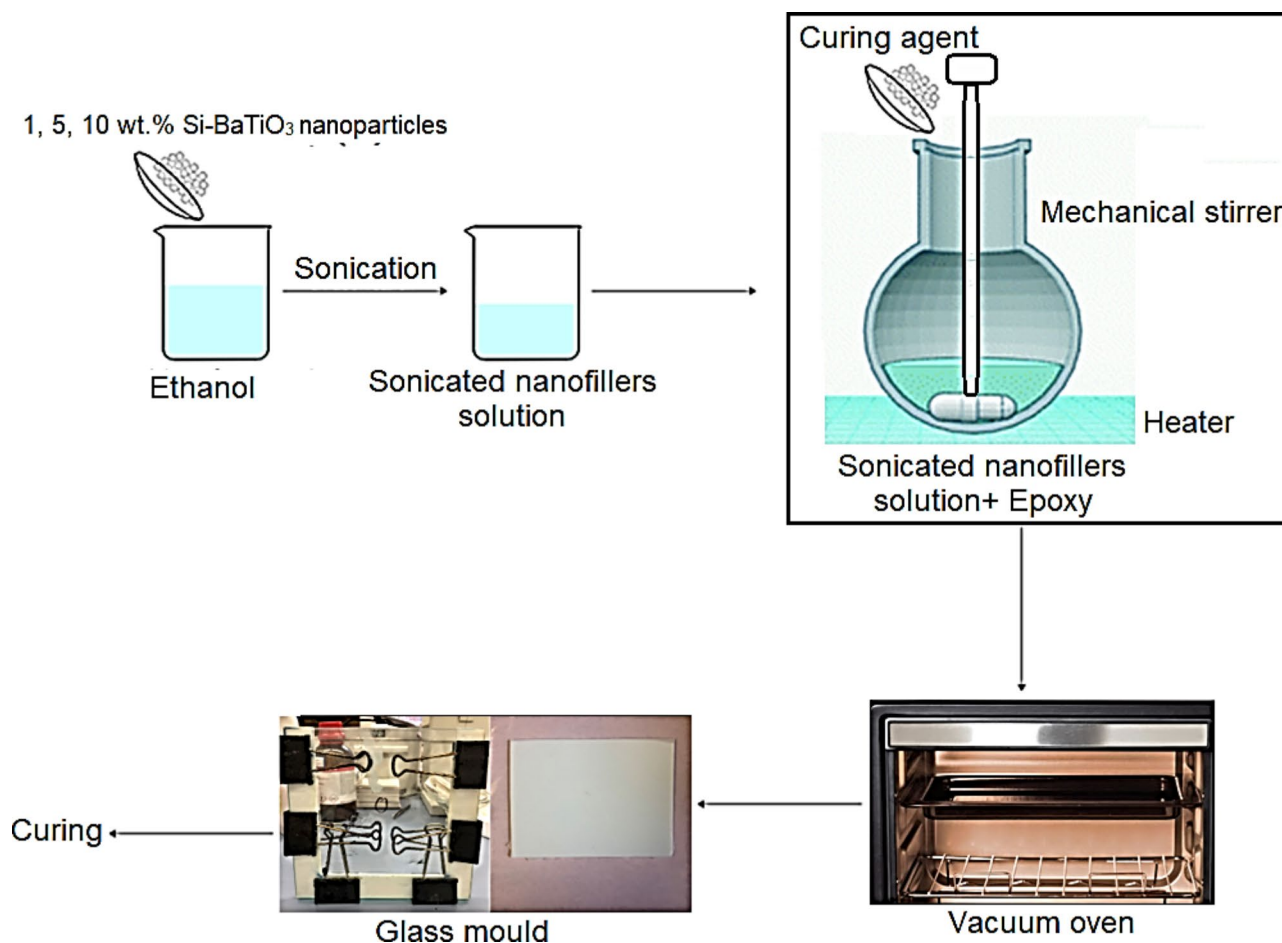 Curing agent
1, 5, 10 wt.% Si-BaTiO₃ nanoparticles
Mechanical stirrer
Sonication
Ethanol
Sonicated nanofillers
solution
Heater
Sonicated nanofillers
solution+ Epoxy
Curing
Glass mould
Vacuum oven